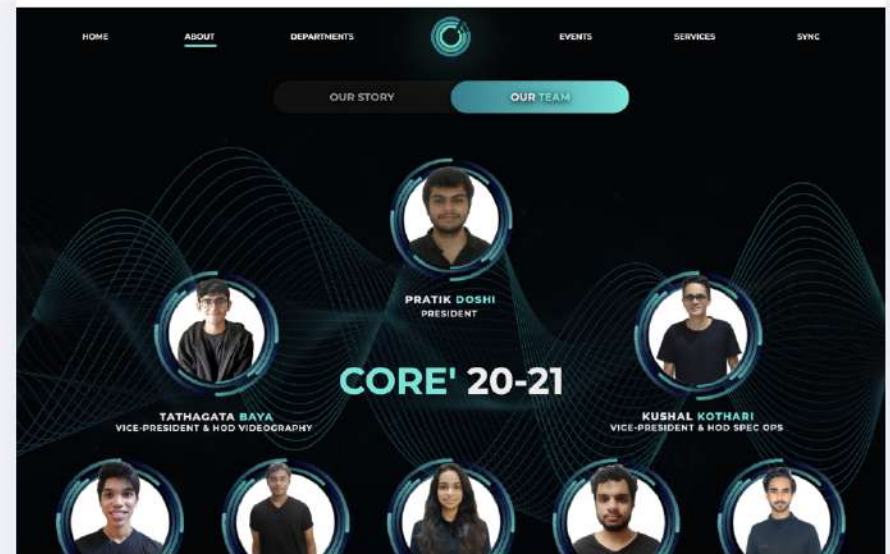 HOME ABOUT DEPARTMENTS EVENTS SERVICES SYNC
OUR STORY OUR TEAM
PRATIK DOSHI
PRESIDENT
CORE' 20-21
TATHAGATA BAYA
VICE-PRESIDENT & HOD VIDEOGRAPHY
KUSHAL KOTHARI
VICE-PRESIDENT & HOD SPEC OPS